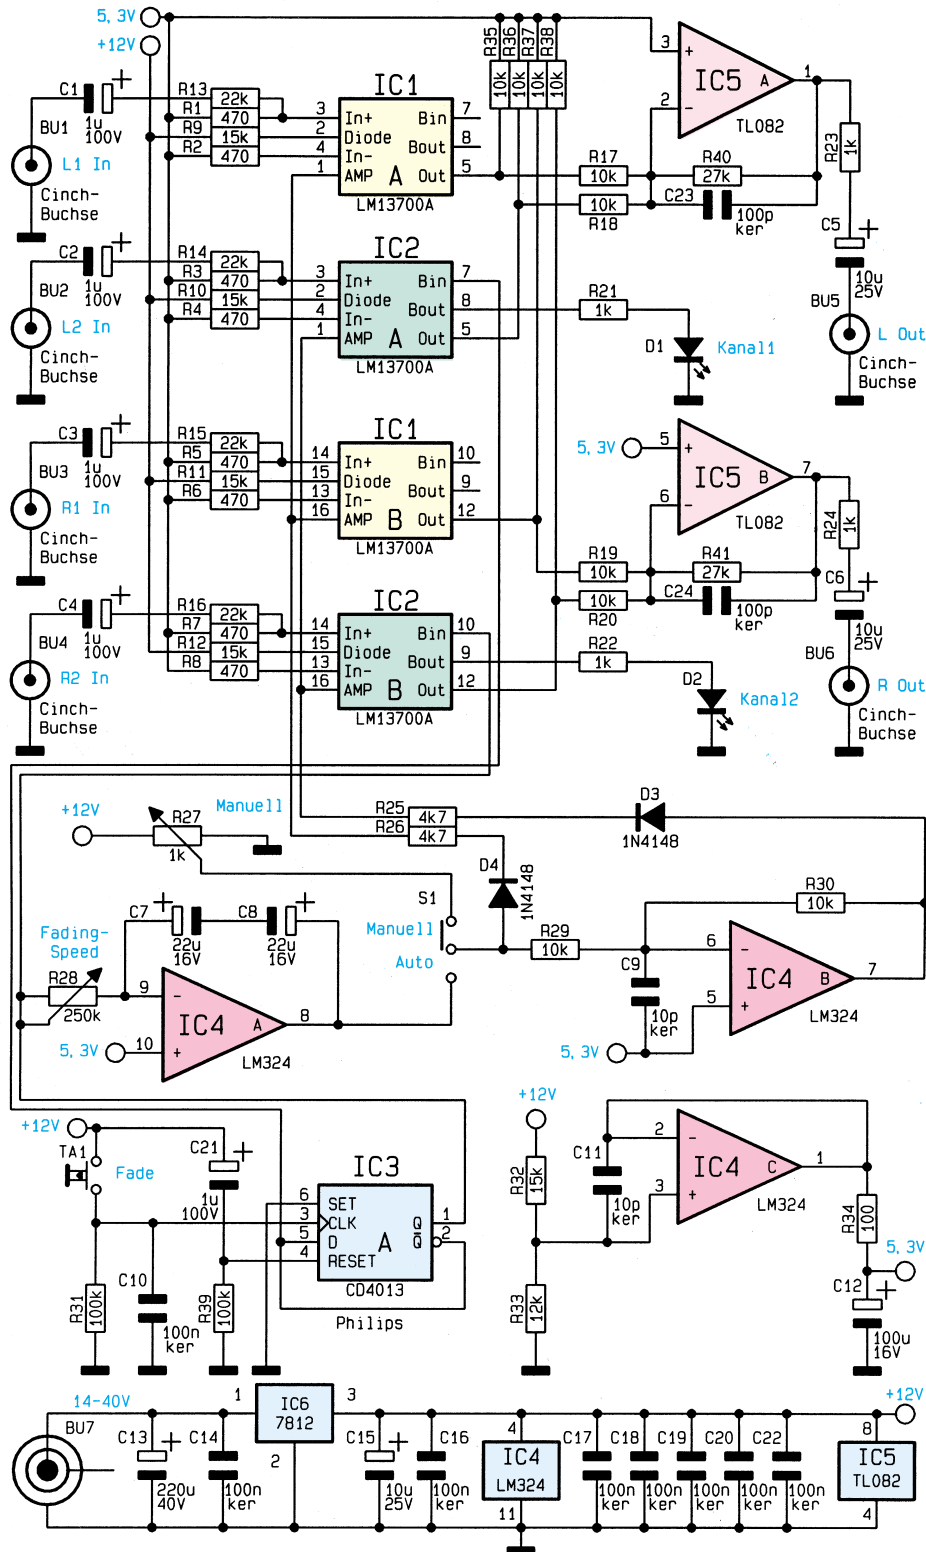 5,3V
+12V
R35
R36
R37
R38
10k
10k
10k
10k
3
+
IC5
A
1
2
−
TL082
C1
+
1u
100V
BU1
L1 In
Cinch-
Buchse
R13
22k
R1
470
R9
15k
R2
470
IC1
3
In+
Bin
7
2
Diode
Bout
8
4
In-
1
AMP
A
Out
5
LM13700A
R17
10k
R40
27k
R18
10k
C23
100p
ker
R23
1k
C5
+
10u
25V
BU5
L Out
Cinch-
Buchse
C2
+
1u
100V
BU2
L2 In
Cinch-
Buchse
R14
22k
R3
470
R10
15k
R4
470
IC2
3
In+
Bin
7
2
Diode
Bout
8
4
In-
1
AMP
A
Out
5
LM13700A
R21
1k
D1
Kanal1
C3
+
1u
100V
BU3
R1 In
Cinch-
Buchse
R15
22k
R5
470
R11
15k
R6
470
IC1
14
In+
Bin
10
15
Diode
Bout
9
13
In-
16
AMP
B
Out
12
LM13700A
5,3V
5
+
IC5
B
7
6
−
TL082
R19
10k
R41
27k
R20
10k
C24
100p
ker
R24
1k
C6
+
10u
25V
BU6
R Out
Cinch-
Buchse
C4
+
1u
100V
BU4
R2 In
Cinch-
Buchse
R16
22k
R7
470
R12
15k
R8
470
IC2
14
In+
Bin
10
15
Diode
Bout
9
13
In-
16
AMP
B
Out
12
LM13700A
R22
1k
D2
Kanal2
+12V
R27
1k
Manuell
R25
4k7
R26
4k7
D3
1N4148
D4
1N4148
S1
Manuell
Auto
R29
10k
R30
10k
C9
10p
ker
6
−
IC4
B
7
5
+
LM324
5,3V
Fading-
Speed
R28
250k
+
C7
22u
16V
C8
+
22u
16V
9
−
IC4
A
8
10
+
LM324
5,3V
+12V
TA1
Fade
C21
+
1u
100V
IC3
6
SET
3
CLK
Q
1
5
D
A
Q
2
4
RESET
CD4013
Philips
R31
100k
C10
100n
ker
R39
100k
+12V
R32
15k
R33
12k
C11
10p
ker
2
−
IC4
C
1
3
+
LM324
R34
100
5,3V
C12
+
100u
16V
14-40V
BU7
C13
+
220u
40V
C14
100n
ker
1
IC6
7812
3
2
C15
+
10u
25V
C16
100n
ker
4
IC4
LM324
11
C17
100n
ker
C18
100n
ker
C19
100n
ker
C20
100n
ker
C22
100n
ker
+12V
8
IC5
TL082
4